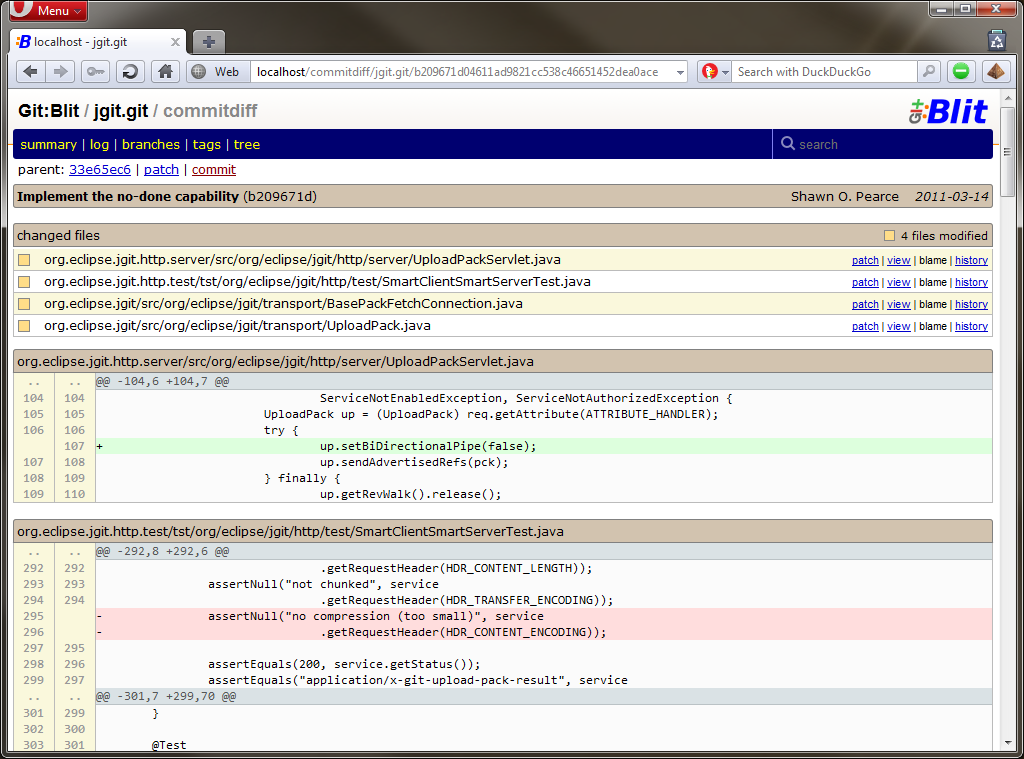 Menu
localhost - jgit.git
Web
localhost/commitdiff/jgit.git/b209671d04611ad9821cc538c46651452dea0ace
Search with DuckDuckGo
Git:Blit / jgit.git / commitdiff
Blit
summary | log | branches | tags | tree
search
parent: 33e65ec6 | patch | commit
Implement the no-done capability (b209671d) Shawn O. Pearce 2011-03-14
changed files 4 files modified
org.eclipse.jgit.http.server/src/org/eclipse/jgit/http/server/UploadPackServlet.java patch | view | blame | history
org.eclipse.jgit.http.test/tst/org/eclipse/jgit/http/test/SmartClientSmartServerTest.java patch | view | blame | history
org.eclipse.jgit/src/org/eclipse/jgit/transport/BasePackFetchConnection.java patch | view | blame | history
org.eclipse.jgit/src/org/eclipse/jgit/transport/UploadPack.java patch | view | blame | history
org.eclipse.jgit.http.server/src/org/eclipse/jgit/http/server/UploadPackServlet.java
.. .. @@ -104,6 +104,7 @@
104 104 ServiceNotEnabledException, ServiceNotAuthorizedException {
105 105 UploadPack up = (UploadPack) req.getAttribute(ATTRIBUTE_HANDLER);
106 106 try {
107 + up.setBiDirectionalPipe(false);
107 108 up.sendAdvertisedRefs(pck);
108 109 } finally {
109 110 up.getRevWalk().release();
org.eclipse.jgit.http.test/tst/org/eclipse/jgit/http/test/SmartClientSmartServerTest.java
.. .. @@ -292,8 +292,6 @@
292 292 .getRequestHeader(HDR_CONTENT_LENGTH));
293 293 assertNull("not chunked", service
294 294 .getRequestHeader(HDR_TRANSFER_ENCODING));
295 - assertNull("no compression (too small)", service
296 - .getRequestHeader(HDR_CONTENT_ENCODING));
297 295
298 296 assertEquals(200, service.getStatus());
299 297 assertEquals("application/x-git-upload-pack-result", service
.. .. @@ -301,7 +299,70 @@
301 299 }
302 300
303 301 @Test